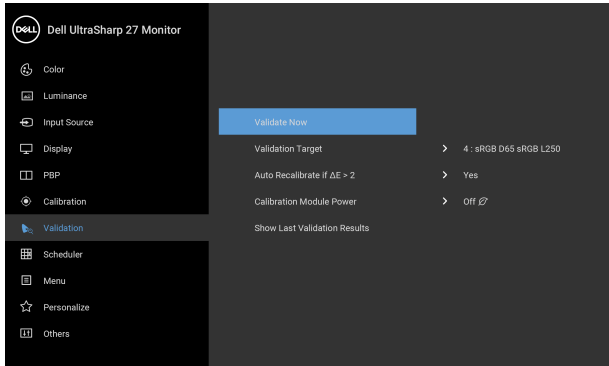 DELL Dell UltraSharp 27 Monitor
Color
Luminance
Input Source
Validate Now
Display
Validation Target
4 : sRGB D65 sRGB L250
PBP
Auto Recalibrate if ΔE > 2
Yes
Calibration
Calibration Module Power
Off
Validation
Show Last Validation Results
Scheduler
Menu
Personalize
Others